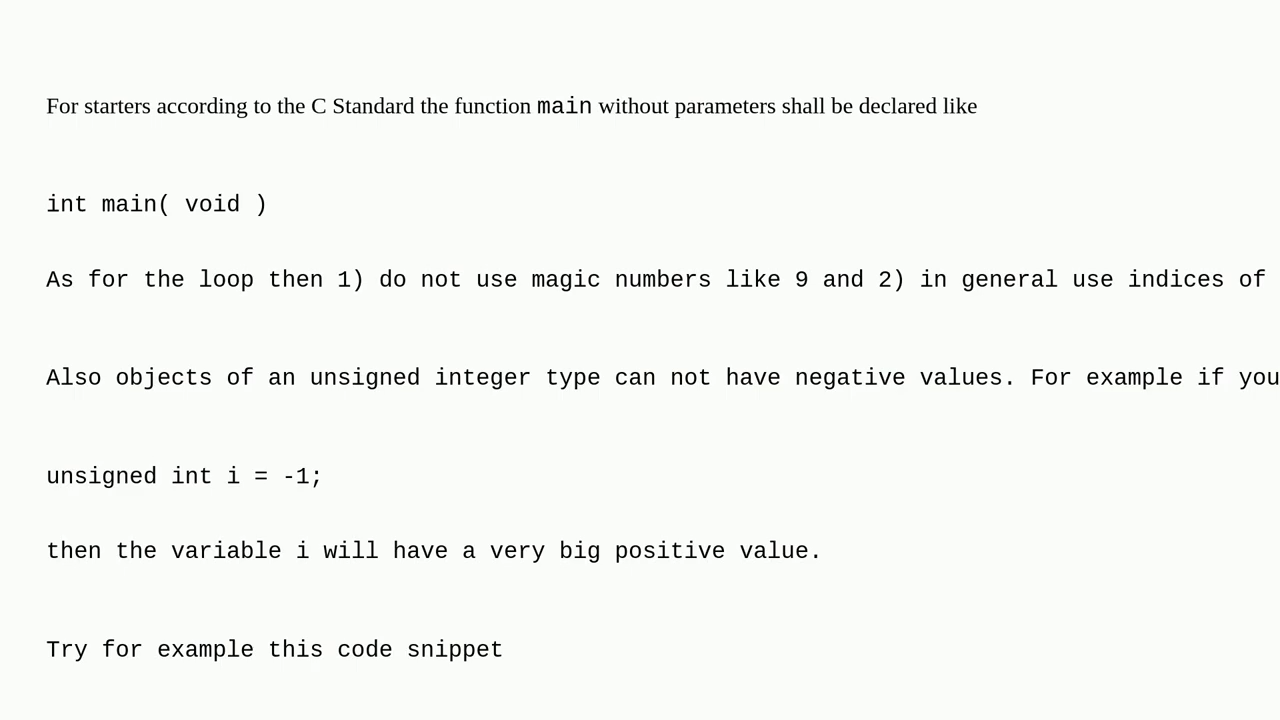 For starters according to the C Standard the function main without parameters shall be declared like
int main( void )
As for the loop then 1) do not use magic numbers like 9 and 2) in general use indices of
Also objects of an unsigned integer type can not have negative values. For example if you
unsigned int i = -1;
then the variable i will have a very big positive value.
Try for example this code snippet